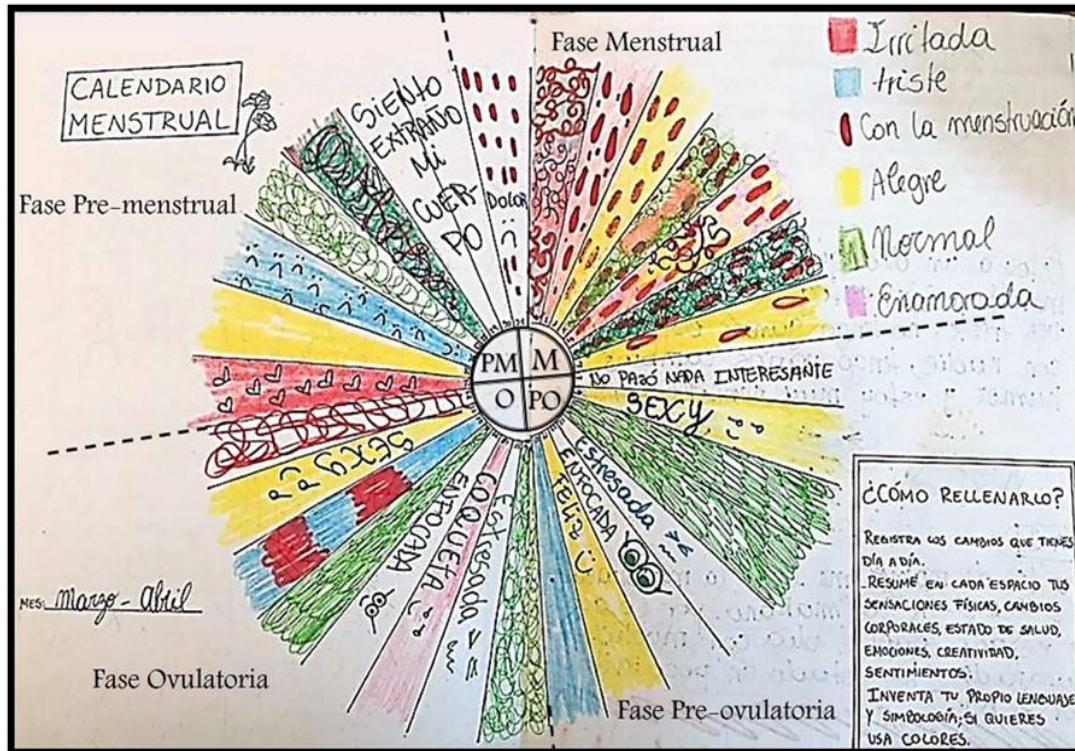 CALENDARIO
MENSTRUAL
Fase Menstrual
Irritada
triste
Con la menstruación
Alegre
Normal
Enamorada
Fase Pre-menstrual
SIENTO
EXTRAÑO
MI
CUER-
PO
DOLOR
PM
M
O
PO
NO PASÓ NADA INTERESANTE
SEXY
EStresada
ENFOCADA
FELIZ
EStresada
COQUETA
ENFOCADA
SEXY
MES: Marzo - Abril
Fase Ovulatoria
Fase Pre-ovulatoria
¿CÓMO RELLENARLO?
REGISTRA LOS CAMBIOS QUE TIENES
DÍA A DÍA.
RESUME EN CADA ESPACIO TUS
SENSACIONES FÍSICAS, CAMBIOS
CORPORALES, ESTADO DE SALUD,
EMOCIONES, CREATIVIDAD,
SENTIMIENTOS.
INVENTA TU PROPIO LENGUAJE
Y SIMBOLOGÍA; SI QUIERES
USA COLORES.